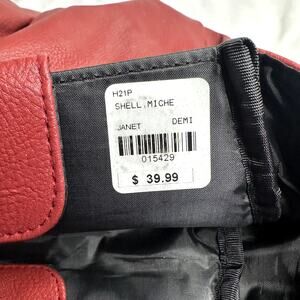 H21P
SHELL,MICHE
JANET DEMI
015429
$ 39.99